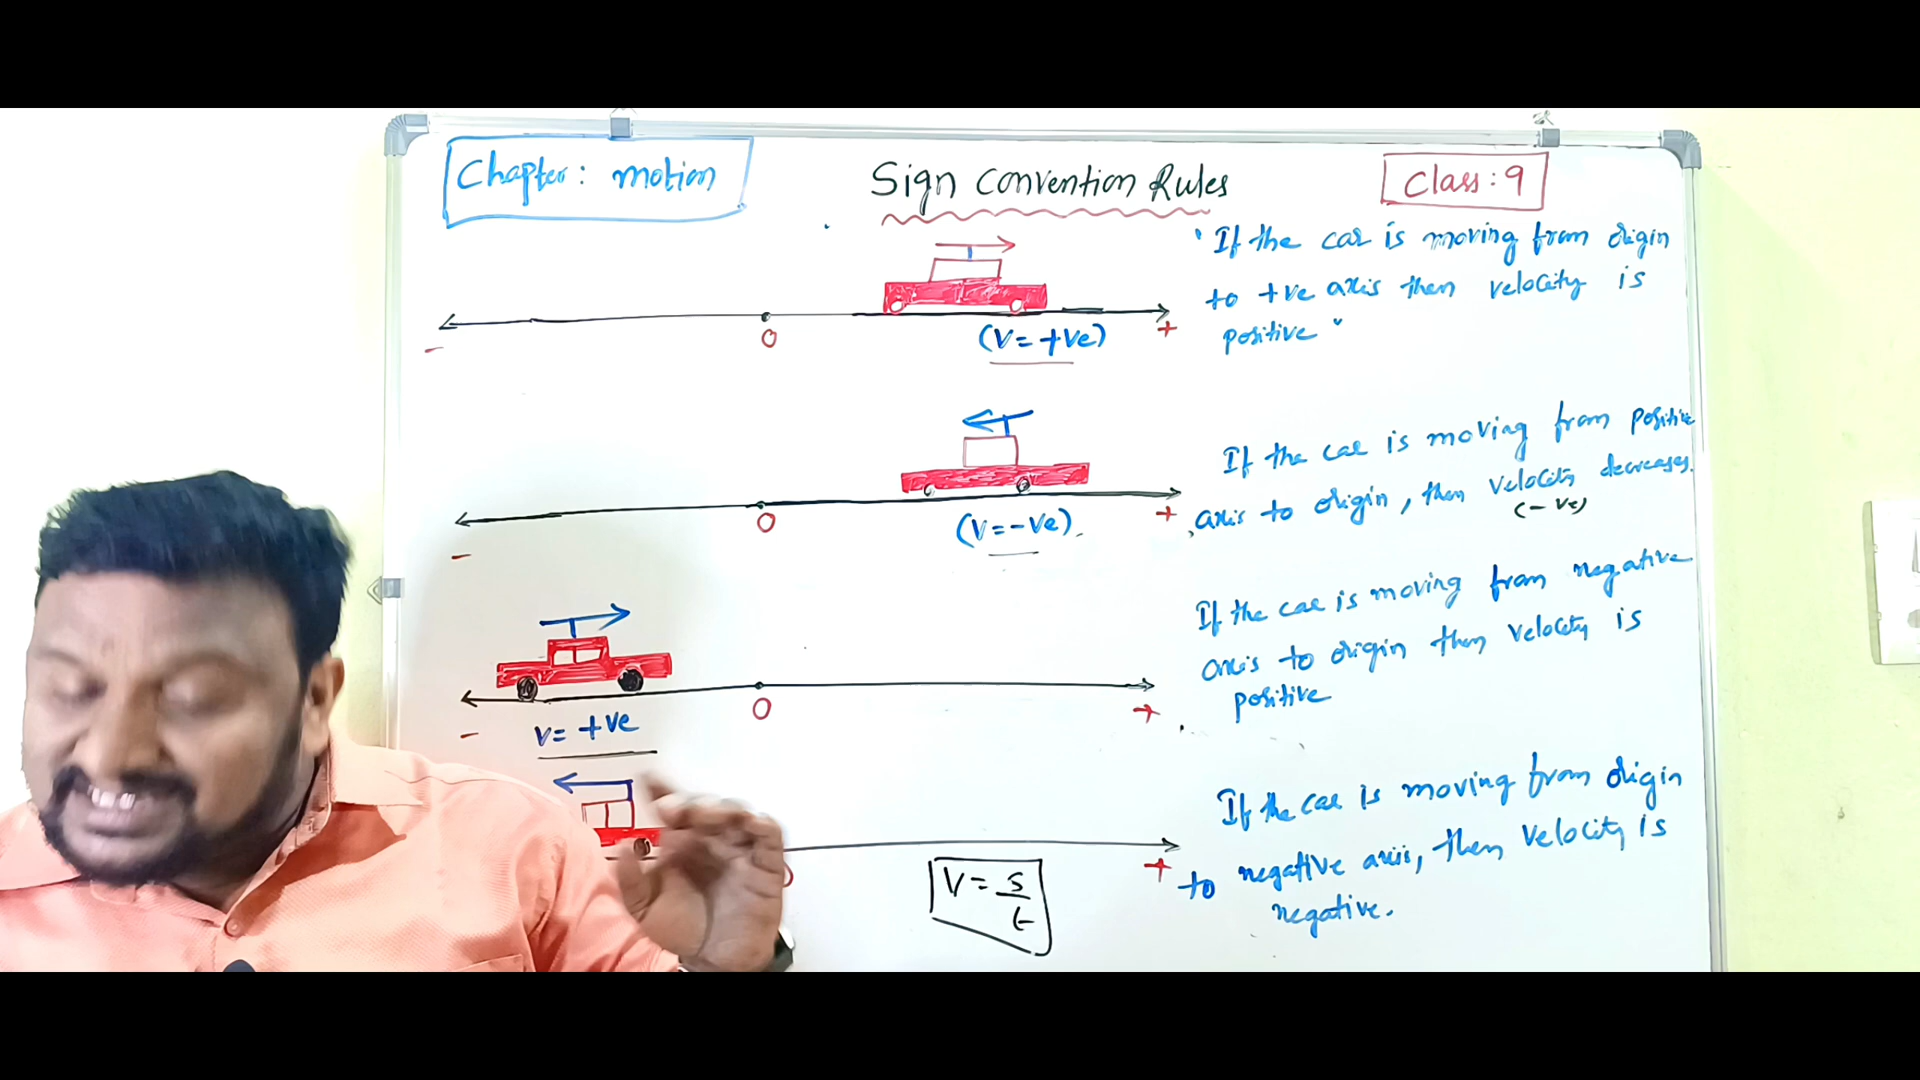 Chapter: motion
Sign Convention Rules
Class: 9
"If the car is moving from origin
to +ve axis then velocity is
positive"
- O +
(V= +ve)
If the car is moving from positive
axis to origin, then velocity decreases.
(- ve)
- O +
(V= -ve).
If the car is moving from negative
axis to origin then velocity is
positive
- O +
V= +ve
If the car is moving from origin
to negative axis, then velocity is
negative.
+
V = s/t